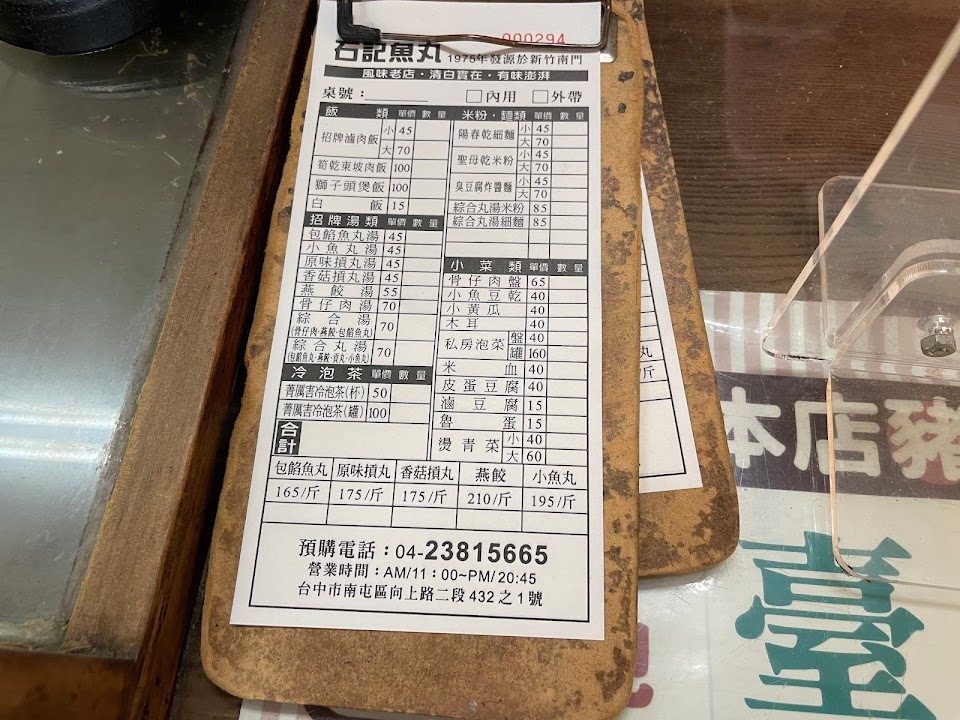 000294
石記魚丸 1975年發源於新竹南門
風味老店・清白實在・有味澎湃
桌號：______ □內用 □外帶
飯類 單價 數量
招牌滷肉飯 小 45
大 70
筍乾東坡肉飯 100
獅子頭煲飯 100
白飯 15
招牌湯類 單價 數量
包餡魚丸湯 45
小魚丸湯 45
原味摃丸湯 45
香菇摃丸湯 45
燕餃湯 55
骨仔肉湯 70
綜合湯 70
(骨仔肉・燕餃・包餡魚丸)
綜合丸湯 70
(包餡魚丸・燕餃・貢丸・小魚丸)
冷泡茶 單價 數量
菁厲害冷泡茶(杯) 50
菁厲害冷泡茶(罐) 100
合計
米粉・麵類 單價 數量
陽春乾細麵 小 45
大 70
聖母乾米粉 小 45
大 70
臭豆腐炸醬麵 小 45
大 70
綜合丸湯米粉 85
綜合丸湯細麵 85
小菜類 單價 數量
骨仔肉盤 65
小魚豆乾 40
小黃瓜 40
木耳 40
私房泡菜 盤 40
罐 160
米血 40
皮蛋豆腐 40
滷豆腐 15
魯蛋 15
燙青菜 小 40
大 60
包餡魚丸 原味摃丸 香菇摃丸 燕餃 小魚丸
165/斤 175/斤 175/斤 210/斤 195/斤
預購電話：04-23815665
營業時間：AM/11：00~PM/20:45
台中市南屯區向上路二段432之1號
丸
斤
本店豬
臺